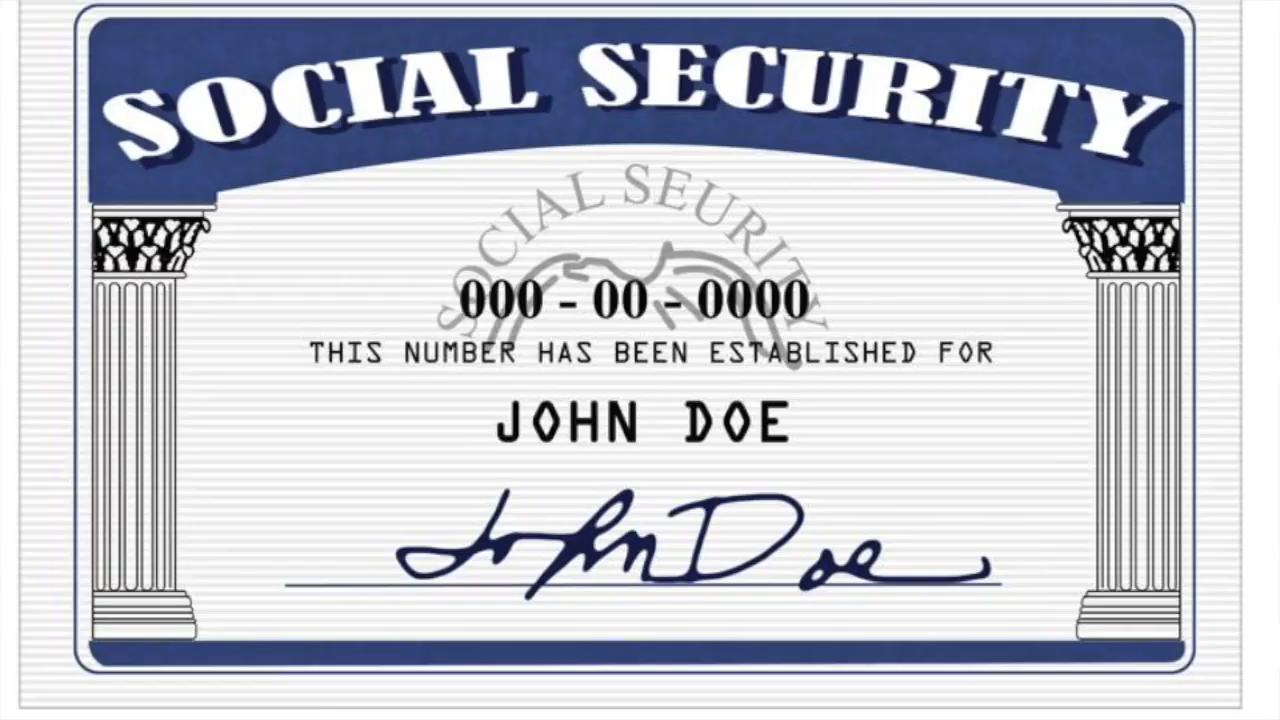 SOCIAL SECURITY
SOCIAL SEURITY
000 - 00 - 0000
THIS NUMBER HAS BEEN ESTABLISHED FOR
JOHN DOE
John Doe